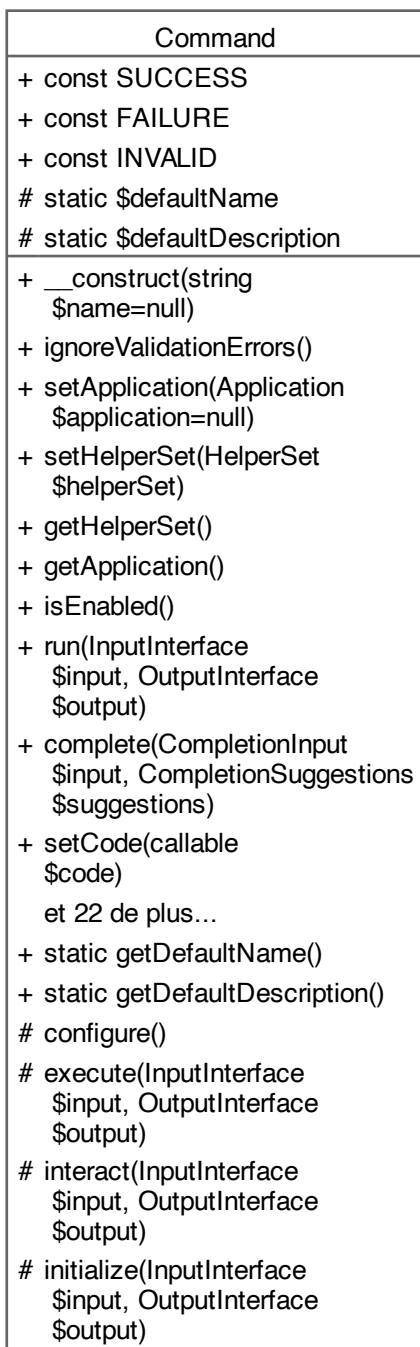 Command
+ const SUCCESS
+ const FAILURE
+ const INVALID
# static $defaultName
# static $defaultDescription
+ __construct(string
$name=null)
+ ignoreValidationErrors()
+ setApplication(Application
$application=null)
+ setHelperSet(HelperSet
$helperSet)
+ getHelperSet()
+ getApplication()
+ isEnabled()
+ run(InputInterface
$input, OutputInterface
$output)
+ complete(CompletionInput
$input, CompletionSuggestions
$suggestions)
+ setCode(callable
$code)
et 22 de plus...
+ static getDefaultName()
+ static getDefaultDescription()
# configure()
# execute(InputInterface
$input, OutputInterface
$output)
# interact(InputInterface
$input, OutputInterface
$output)
# initialize(InputInterface
$input, OutputInterface
$output)